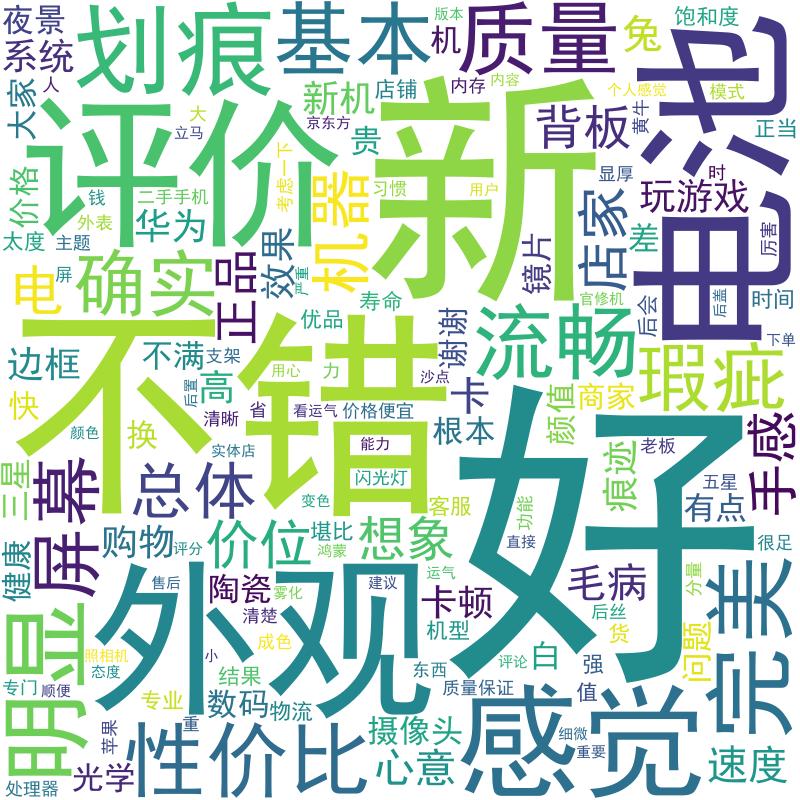 夜景
划痕
基本
版本
机
质量
兔
饱和度
电池
系统
人
大家
新机
店铺
内存
内容
个人感觉
模式
评价
新
大
立马
京东方
贵
背板
黄牛
正当
价格
钱
二手手机
考虑一下
机器
习惯
用户
店家
显厚
玩游戏
时
太度
主题
外表
华为
效果
镜片
差
厉害
电
屏
确实
正品
严重
寿命
官修机
后会
后盖
时间
下单
不错
优品
谢谢
流畅
瑕疵
边框
不满
支架
用心
力
沙点
快
后置
高
清晰
省
看运气
价格便宜
卡
颜值
商家
手感
颜色
换
实体店
能力
根本
痕迹
老板
好
三星
屏幕
总体
闪光灯
五星
有点
变色
客服
功能
购物
评分
价位
堪比
鸿蒙
想象
直接
很足
健康
外观
售后
陶瓷
雾化
建议
运气
卡顿
毛病
分量
完美
明显
清楚
后丝
照相机
态度
小
成色
机型
货
问题
专门
顺便
结果
东西
评论
白
强
专业
数码
物流
质量保证
值
感觉
苹果
重
性价比
摄像头
细微
重要
处理器
光学
心意
速度